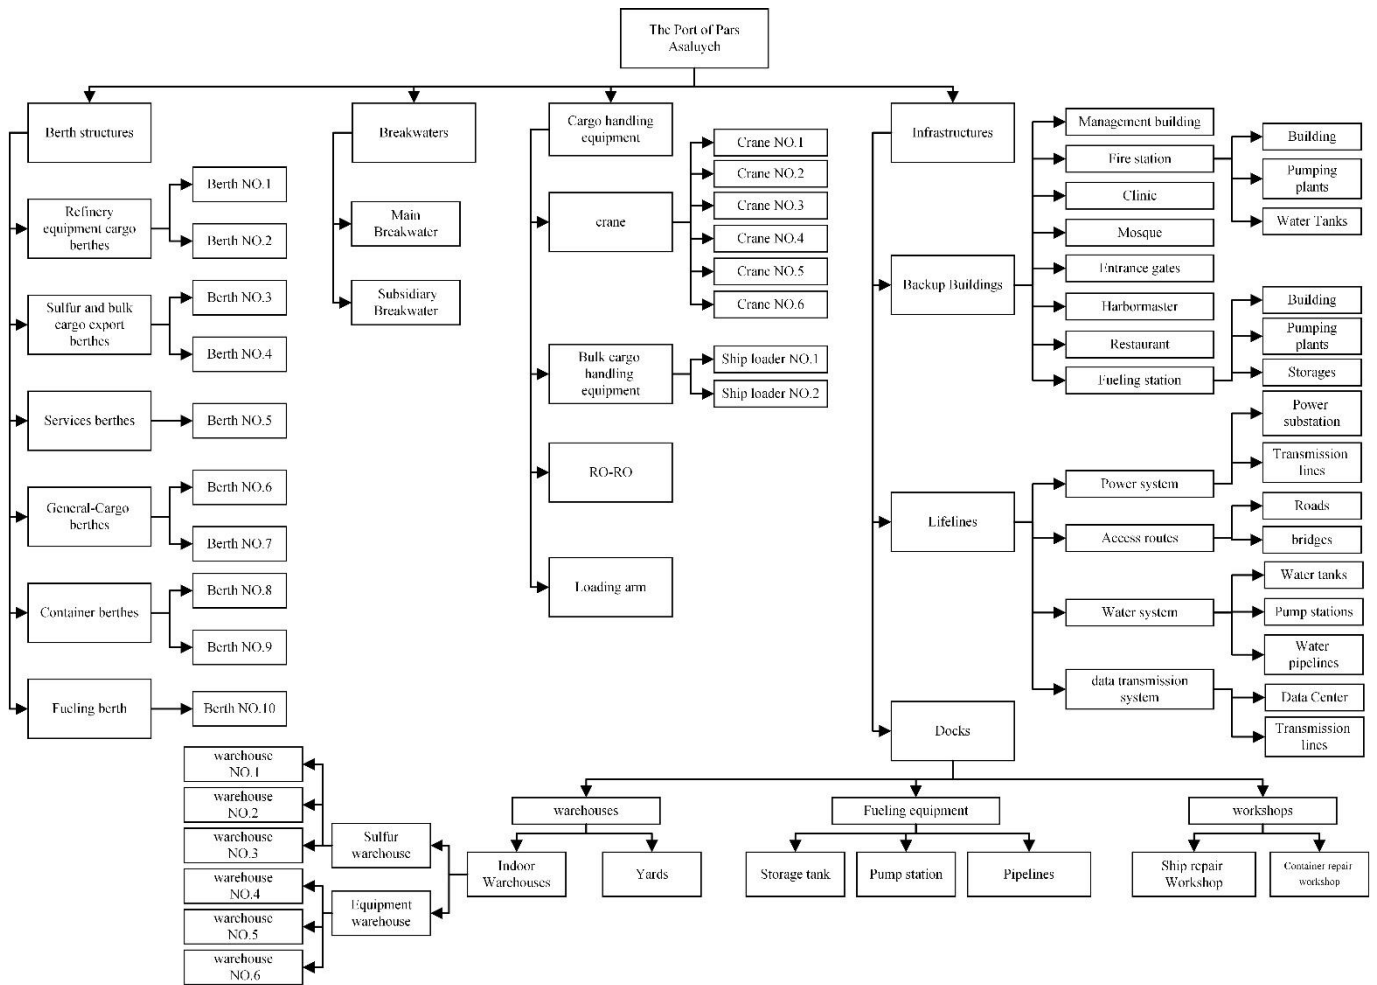 The Port of Pars
Asaluyeh
Berth structures
Refinery
equipment cargo
berthes
Berth NO.1
Berth NO.2
Sulfur and bulk
cargo export
berthes
Berth NO.3
Berth NO.4
Services berthes
Berth NO.5
General-Cargo
berthes
Berth NO.6
Berth NO.7
Container berthes
Berth NO.8
Berth NO.9
Fueling berth
Berth NO.10
Breakwaters
Main
Breakwater
Subsidiary
Breakwater
Cargo handling
equipment
crane
Crane NO.1
Crane NO.2
Crane NO.3
Crane NO.4
Crane NO.5
Crane NO.6
Bulk cargo
handling
equipment
Ship loader NO.1
Ship loader NO.2
RO-RO
Loading arm
Infrastructures
Backup Buildings
Management building
Fire station
Building
Pumping
plants
Water Tanks
Clinic
Mosque
Entrance gates
Harbormaster
Restaurant
Fueling station
Building
Pumping
plants
Storages
Lifelines
Power system
Power
substation
Transmission
lines
Access routes
Roads
bridges
Water system
Water tanks
Pump stations
Water
pipelines
data transmission
system
Data Center
Transmission
lines
Docks
warehouses
Indoor
Warehouses
Yards
Sulfur
warehouse
warehouse
NO.1
warehouse
NO.2
warehouse
NO.3
Equipment
warehouse
warehouse
NO.4
warehouse
NO.5
warehouse
NO.6
Fueling equipment
Storage tank
Pump station
Pipelines
workshops
Ship repair
Workshop
Container repair
workshop